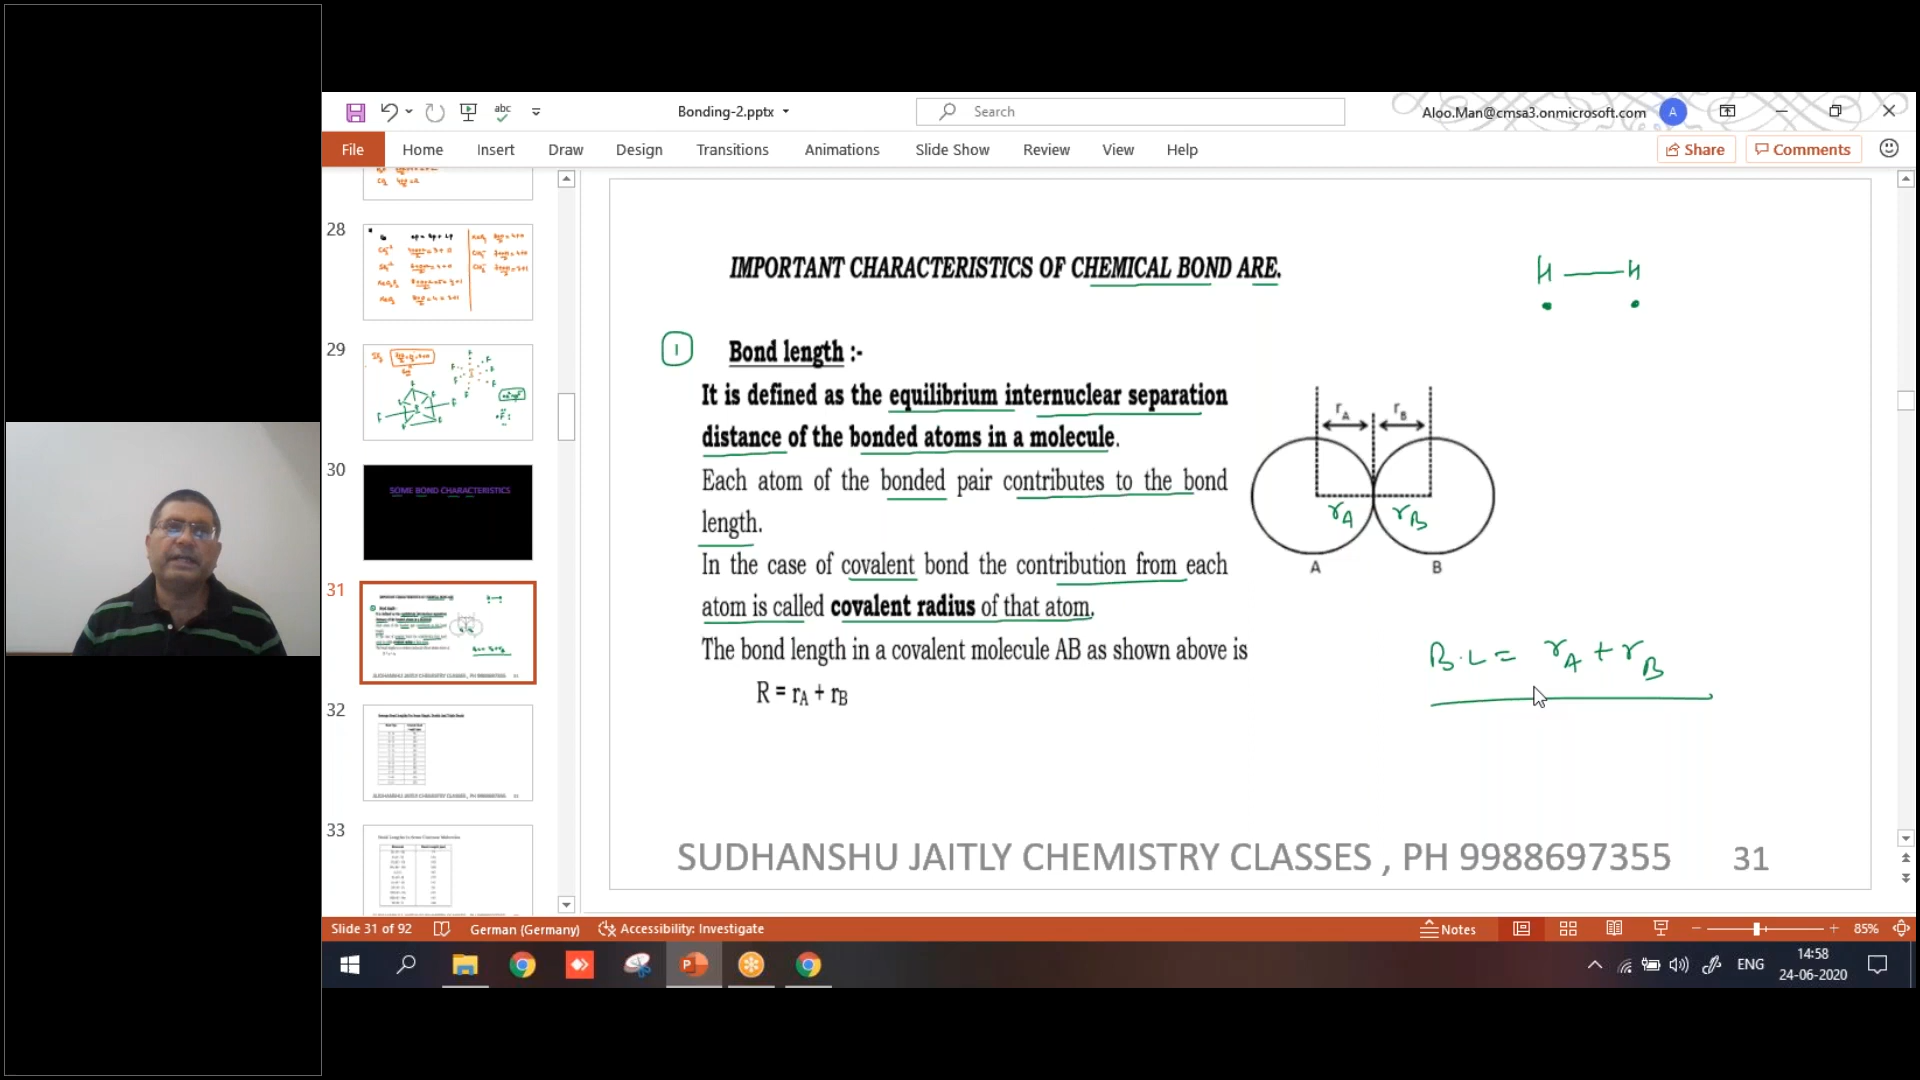 abc
Bonding-2.pptx
Search
Aloo.Man@cmsa3.onmicrosoft.com
A
File Home Insert Draw Design Transitions Animations Slide Show Review View Help
Share
Comments
28
29
30
SOME BOND CHARACTERISTICS
31
32
33
IMPORTANT CHARACTERISTICS OF CHEMICAL BOND ARE.
H — H
1
Bond length :-
It is defined as the equilibrium internuclear separation
distance of the bonded atoms in a molecule.
Each atom of the bonded pair contributes to the bond
length.
In the case of covalent bond the contribution from each
atom is called covalent radius of that atom.
The bond length in a covalent molecule AB as shown above is
R = rA + rB
rA rB
rA rB
A B
B.L = rA + rB
SUDHANSHU JAITLY CHEMISTRY CLASSES , PH 9988697355 31
Slide 31 of 92 German (Germany) Accessibility: Investigate Notes 85%
ENG
14:58
24-06-2020